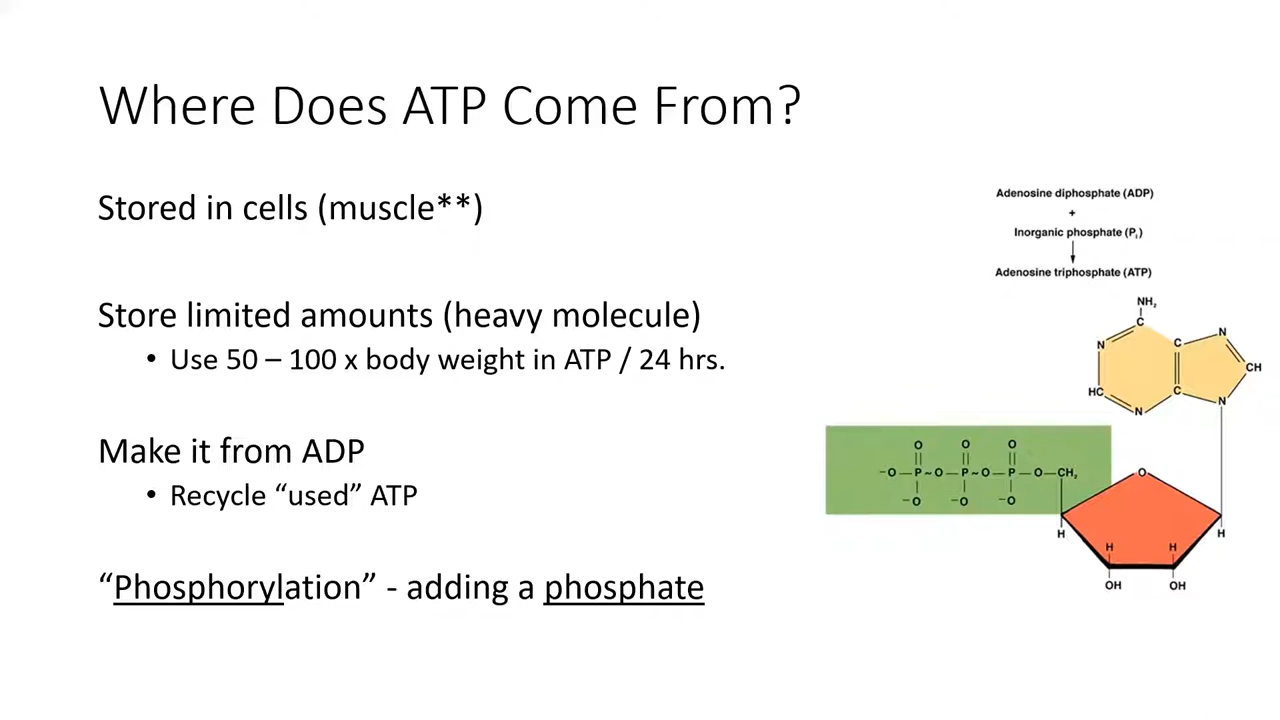 Where Does ATP Come From?
Stored in cells (muscle**)
Store limited amounts (heavy molecule)
• Use 50 – 100 x body weight in ATP / 24 hrs.
Make it from ADP
• Recycle “used” ATP
“Phosphorylation” - adding a phosphate
Adenosine diphosphate (ADP)
+
Inorganic phosphate (Pᵢ)
Adenosine triphosphate (ATP)
NH₂
C
N
C
N
CH
HC
C
N
N
O
O
O
⁻O—P~O—P~O—P—O—CH₂
O
⁻O
⁻O
⁻O
H
H
H
H
OH
OH